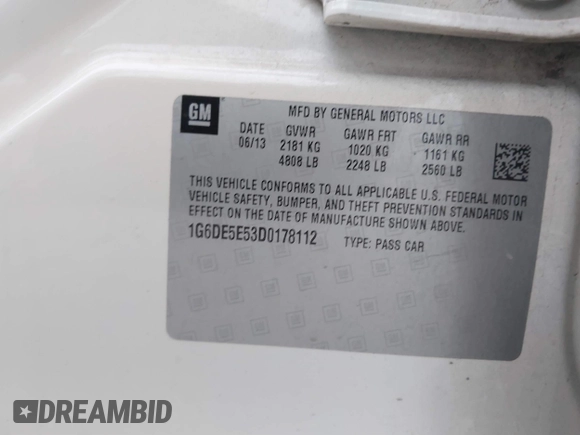 GM
MFD BY GENERAL MOTORS LLC
DATE GVWR GAWR FRT GAWR RR
06/13 2181 KG 1020 KG 1161 KG
4808 LB 2248 LB 2560 LB
THIS VEHICLE CONFORMS TO ALL APPLICABLE U.S. FEDERAL MOTOR
VEHICLE SAFETY, BUMPER, AND THEFT PREVENTION STANDARDS IN
EFFECT ON THE DATE OF MANUFACTURE SHOWN ABOVE.
1G6DE5E53D0178112 TYPE: PASS CAR
DREAMBID